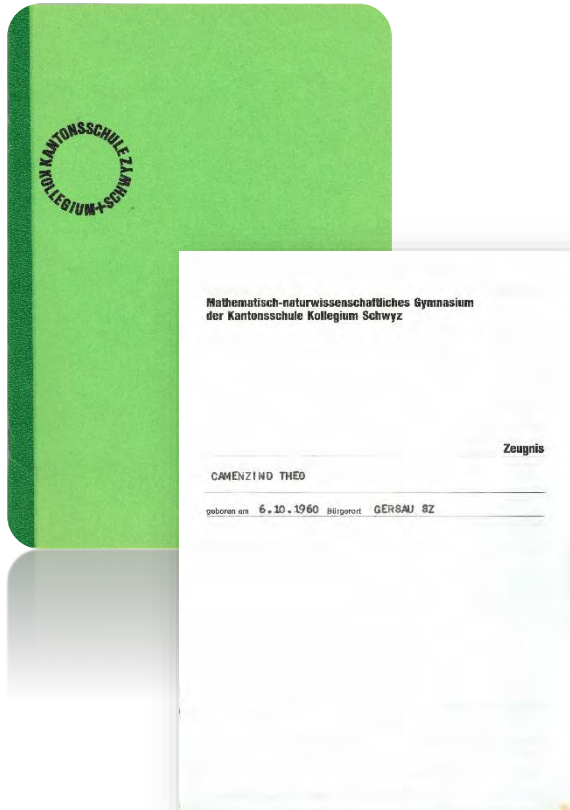 KANTONSSCHULE KOLLEGIUM+SCHWYZ
Mathematisch-naturwissenschaftliches Gymnasium
der Kantonsschule Kollegium Schwyz
Zeugnis
CAMENZIND THEO
geboren am 6.10.1960 Bürgerort GERSAU SZ